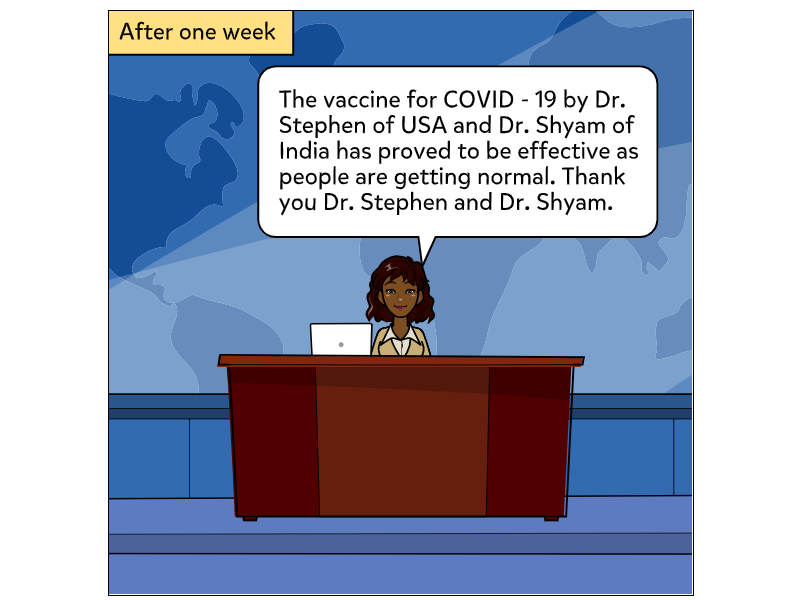 After one week
The vaccine for COVID - 19 by Dr.
Stephen of USA and Dr. Shyam of
India has proved to be effective as
people are getting normal. Thank
you Dr. Stephen and Dr. Shyam.